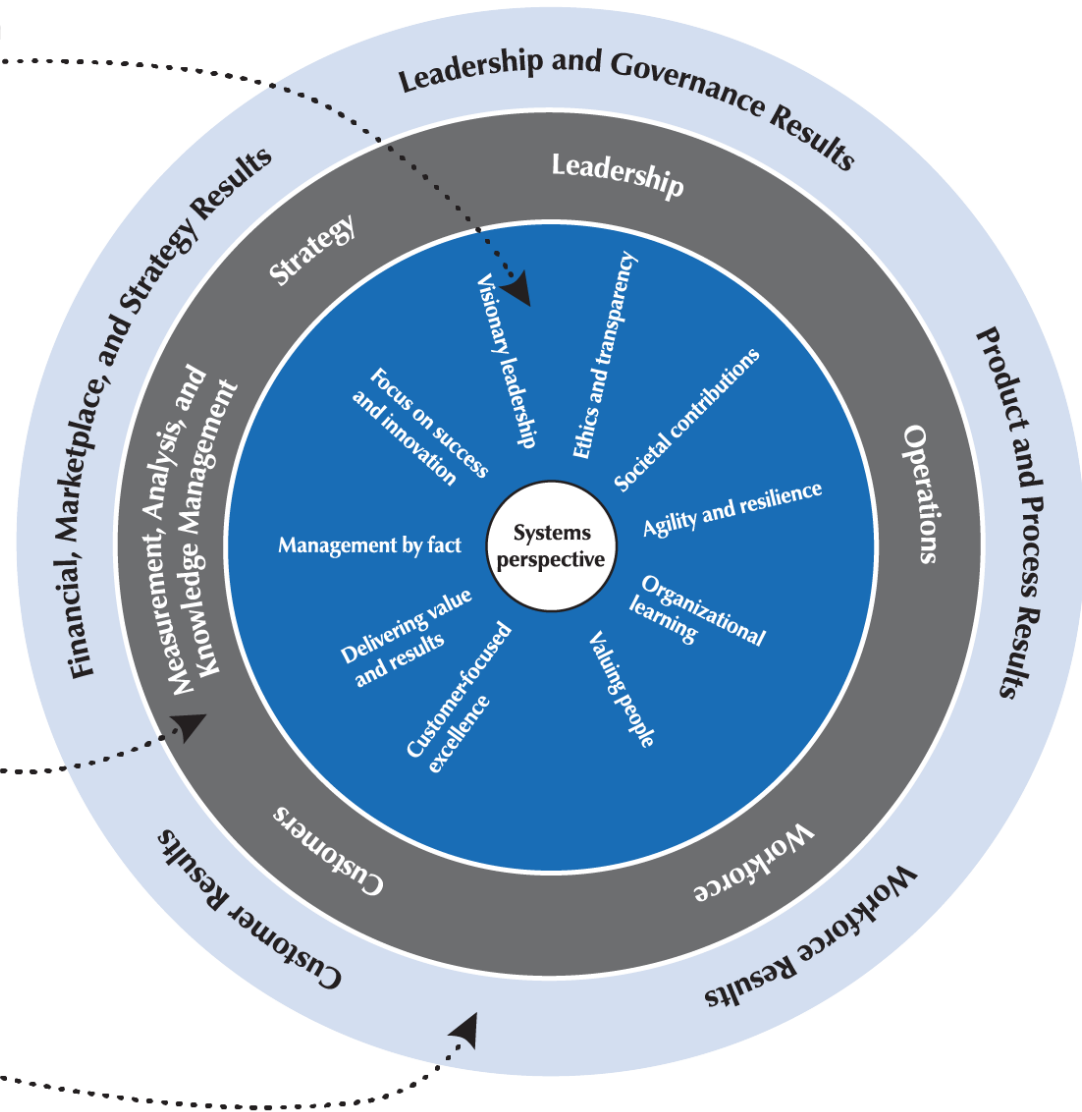 Leadership and Governance Results
Product and Process Results
Workforce Results
Customer Results
Financial, Marketplace, and Strategy Results
Leadership
Operations
Workforce
Customers
Measurement, Analysis, and
Knowledge Management
Strategy
Visionary leadership
Ethics and transparency
Societal contributions
Agility and resilience
Organizational
learning
Valuing people
Customer-focused
excellence
Delivering value
and results
Management by fact
Focus on success
and innovation
Systems
perspective